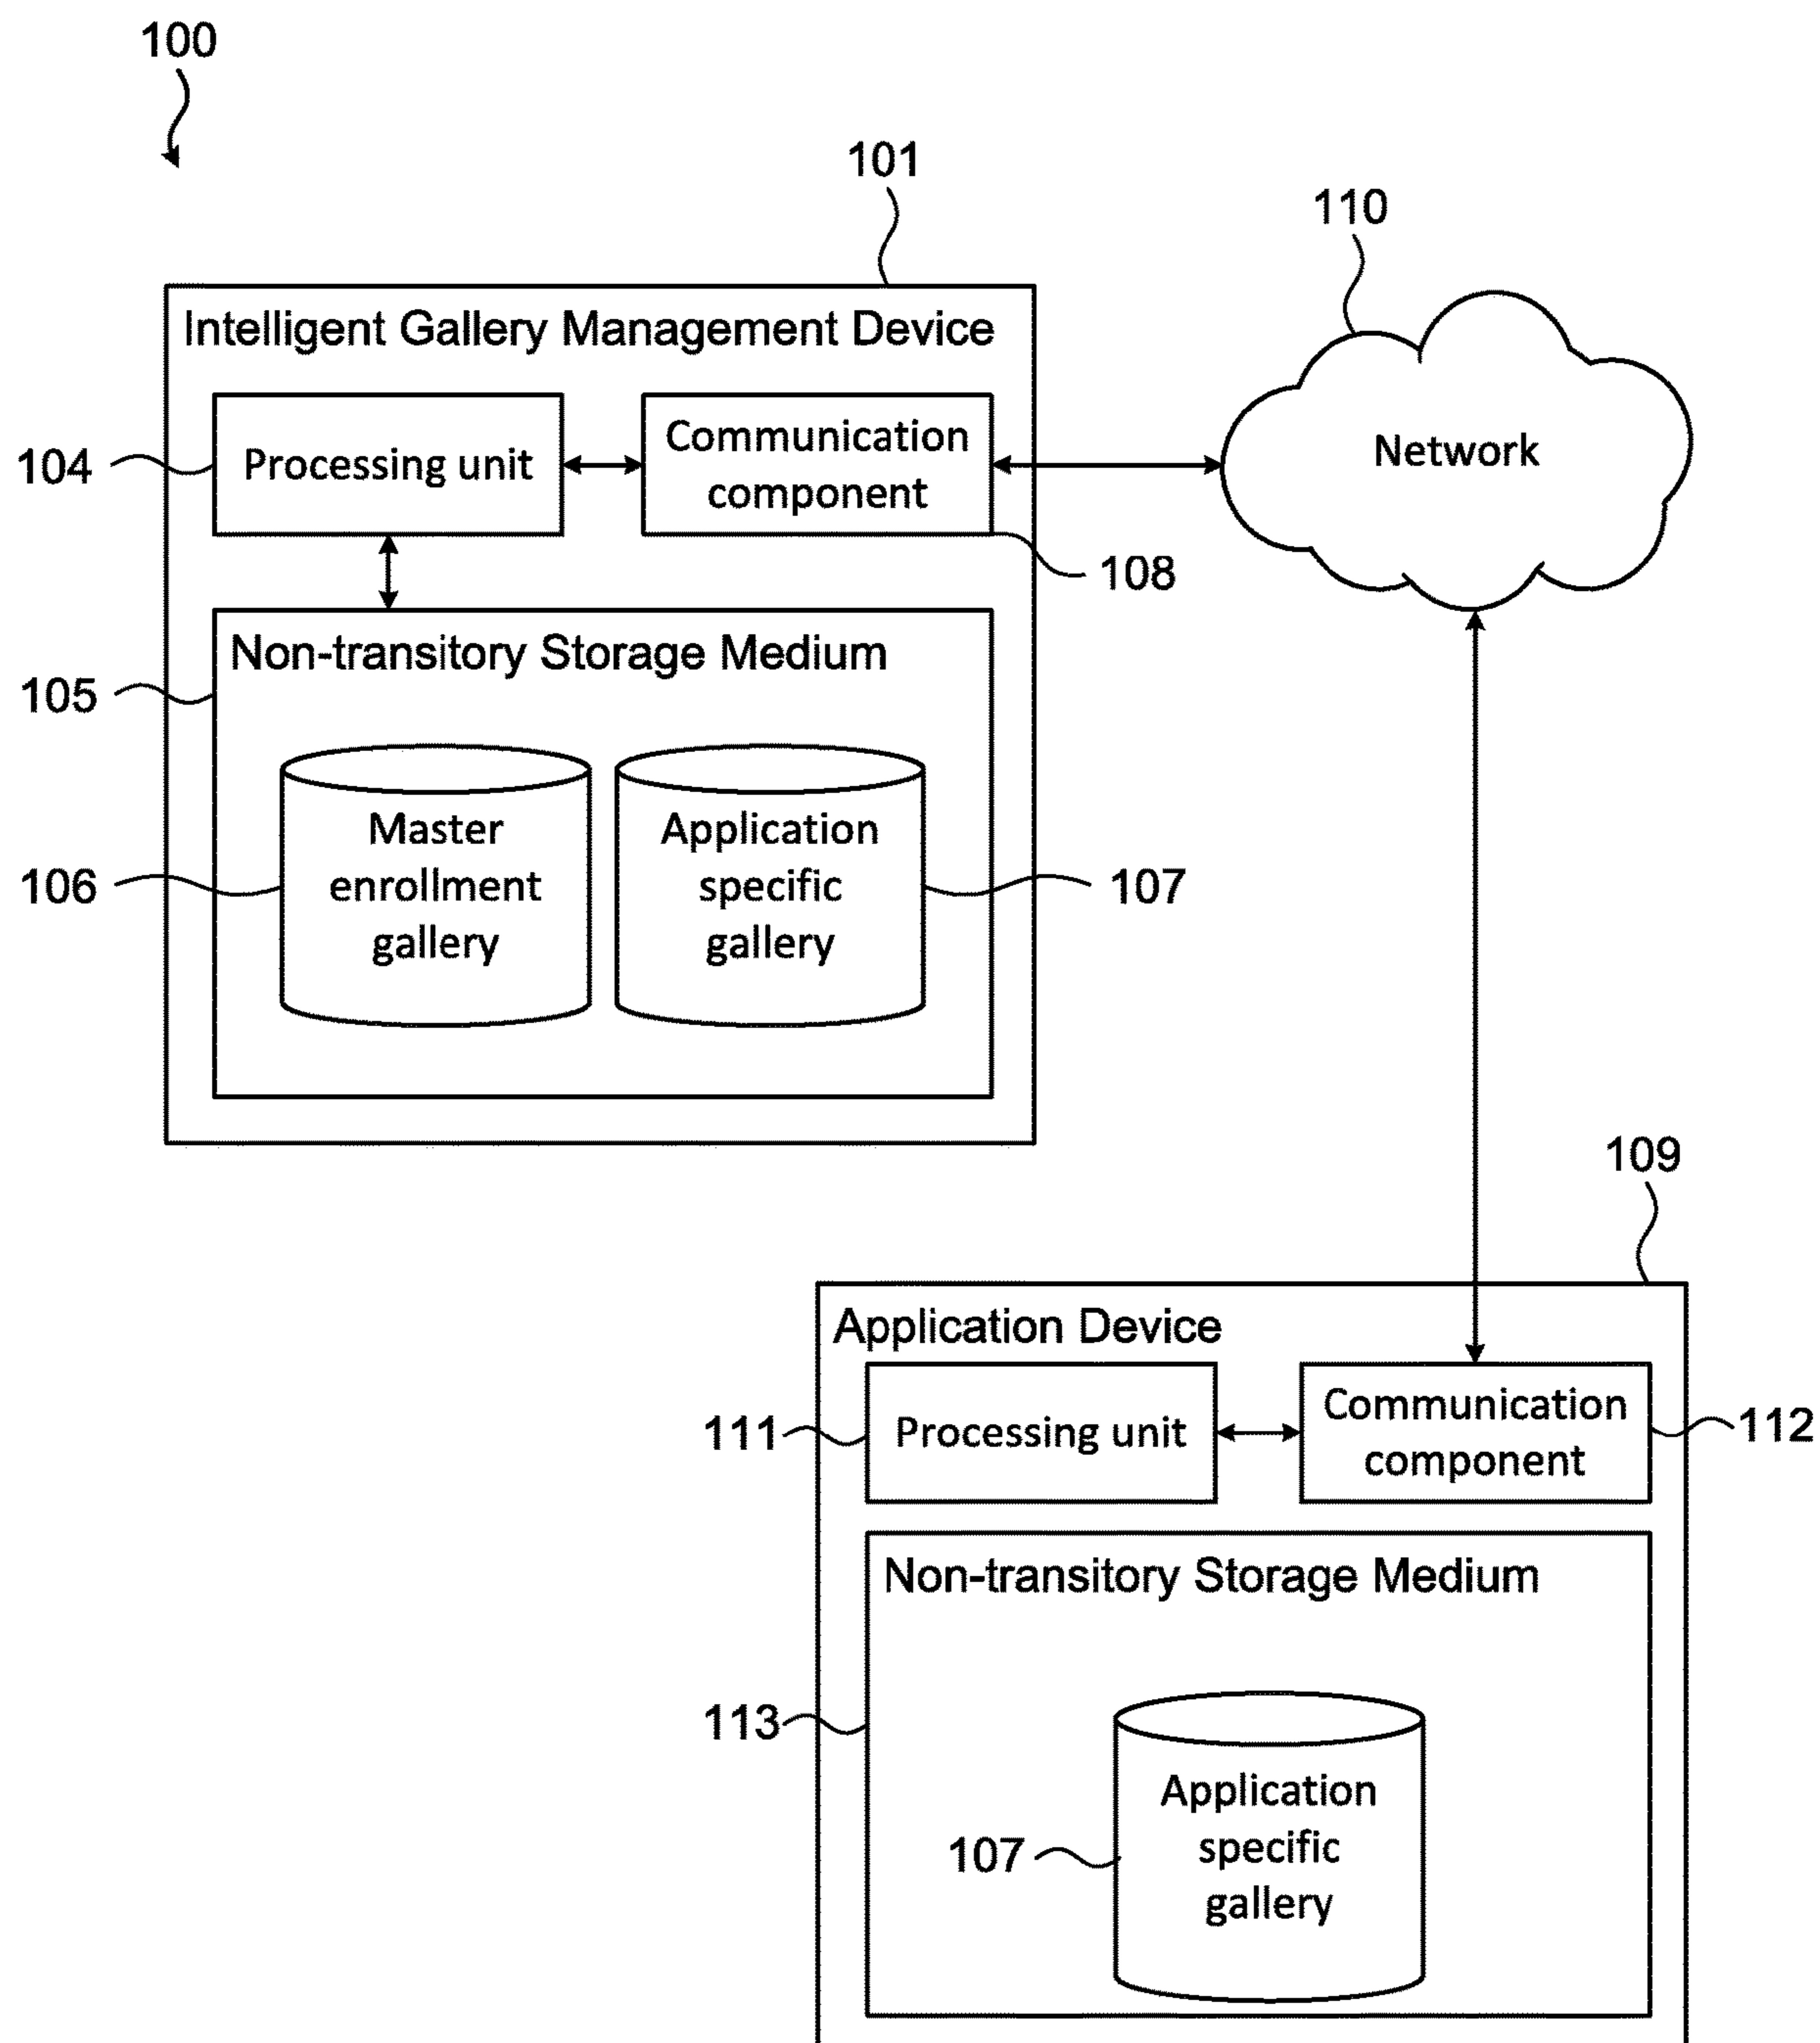 100
101
110
Intelligent Gallery Management Device
104
Processing unit
Communication
component
Network
108
Non-transitory Storage Medium
105
Master
enrollment
gallery
Application
specific
gallery
106
107
109
Application Device
111
Processing unit
Communication
component
112
Non-transitory Storage Medium
113
Application
specific
gallery
107